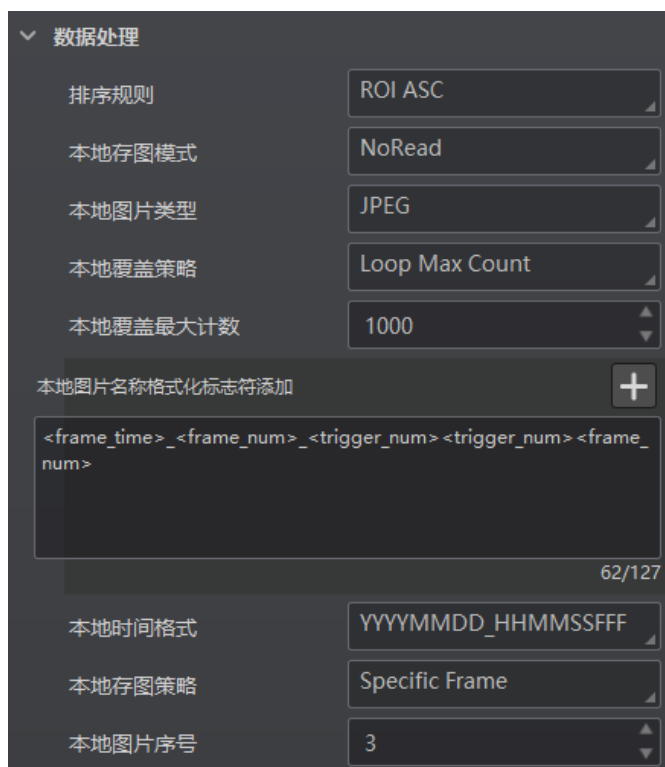 数据处理
排序规则 ROI ASC
本地存图模式 NoRead
本地图片类型 JPEG
本地覆盖策略 Loop Max Count
本地覆盖最大计数 1000
本地图片名称格式化标志符添加
<frame_time>_<frame_num>_<trigger_num><trigger_num><frame_
num>
62/127
本地时间格式 YYYYMMDD_HHMMSSFFF
本地存图策略 Specific Frame
本地图片序号 3